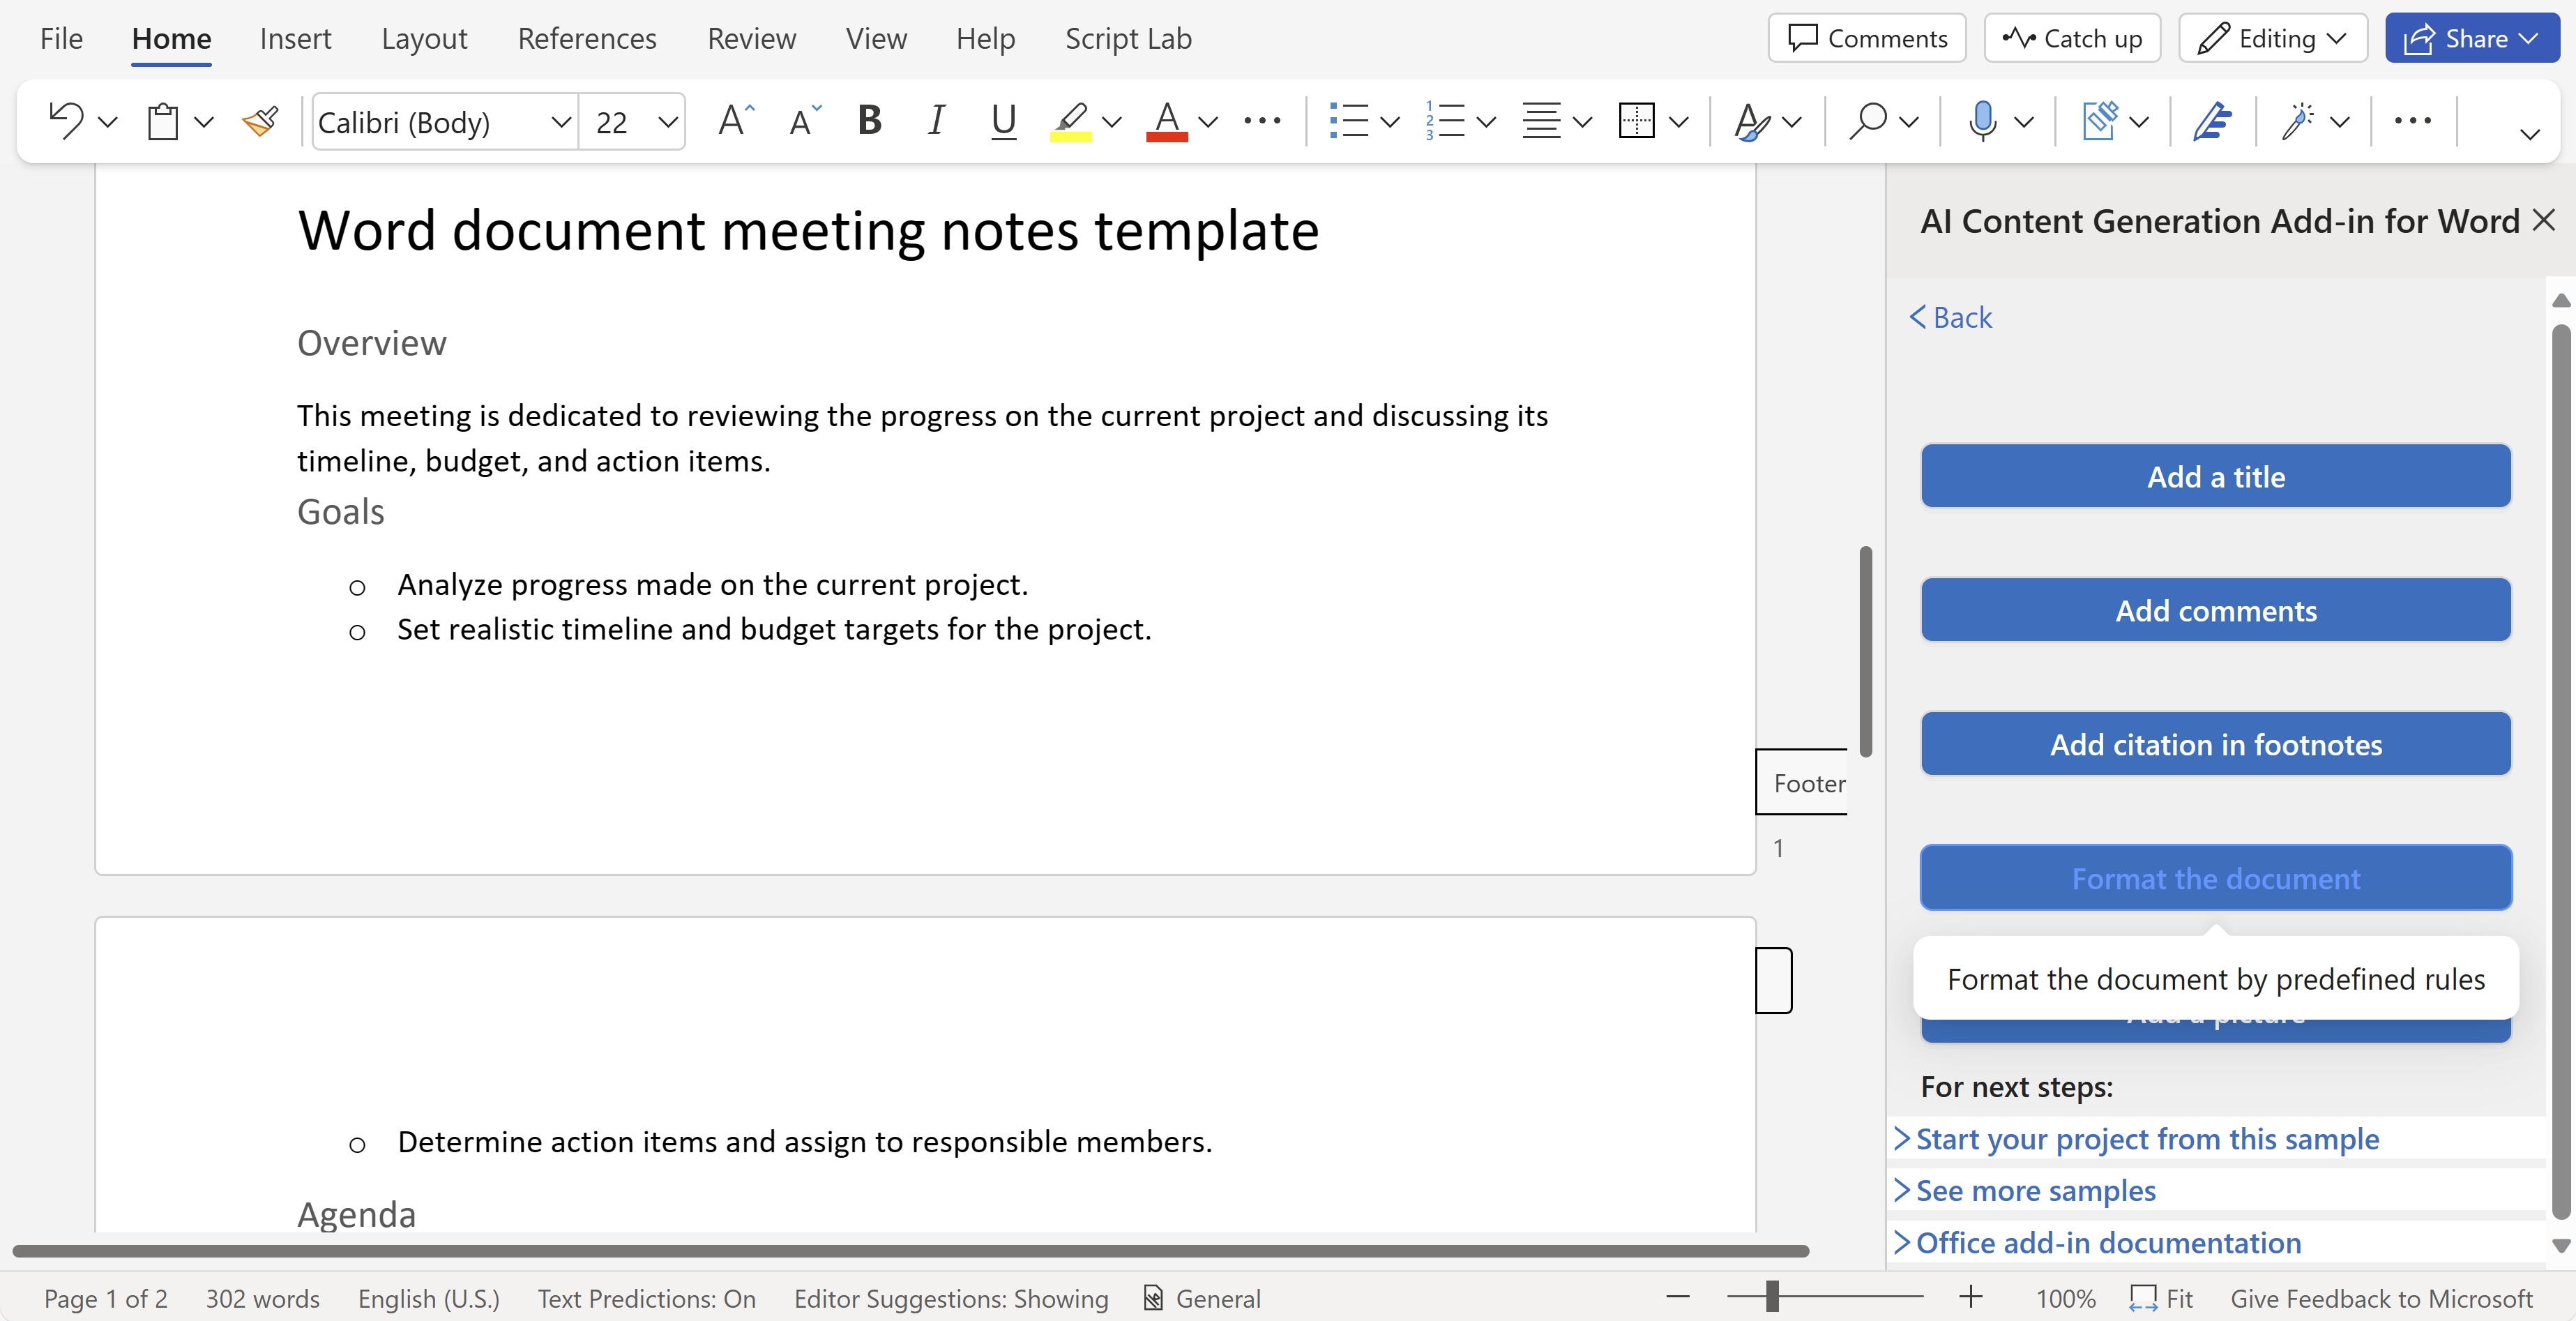 File Home Insert Layout References Review View Help Script Lab Comments Catch up Editing Share
Calibri (Body) 22
Word document meeting notes template
Overview
This meeting is dedicated to reviewing the progress on the current project and discussing its
timeline, budget, and action items.
Goals
o Analyze progress made on the current project.
o Set realistic timeline and budget targets for the project.
Footer
1
o Determine action items and assign to responsible members.
Agenda
AI Content Generation Add-in for Word
Back
Add a title
Add comments
Add citation in footnotes
Format the document
Format the document by predefined rules
Add a picture
For next steps:
Start your project from this sample
See more samples
Office add-in documentation
Page 1 of 2 302 words English (U.S.) Text Predictions: On Editor Suggestions: Showing General 100% Fit Give Feedback to Microsoft